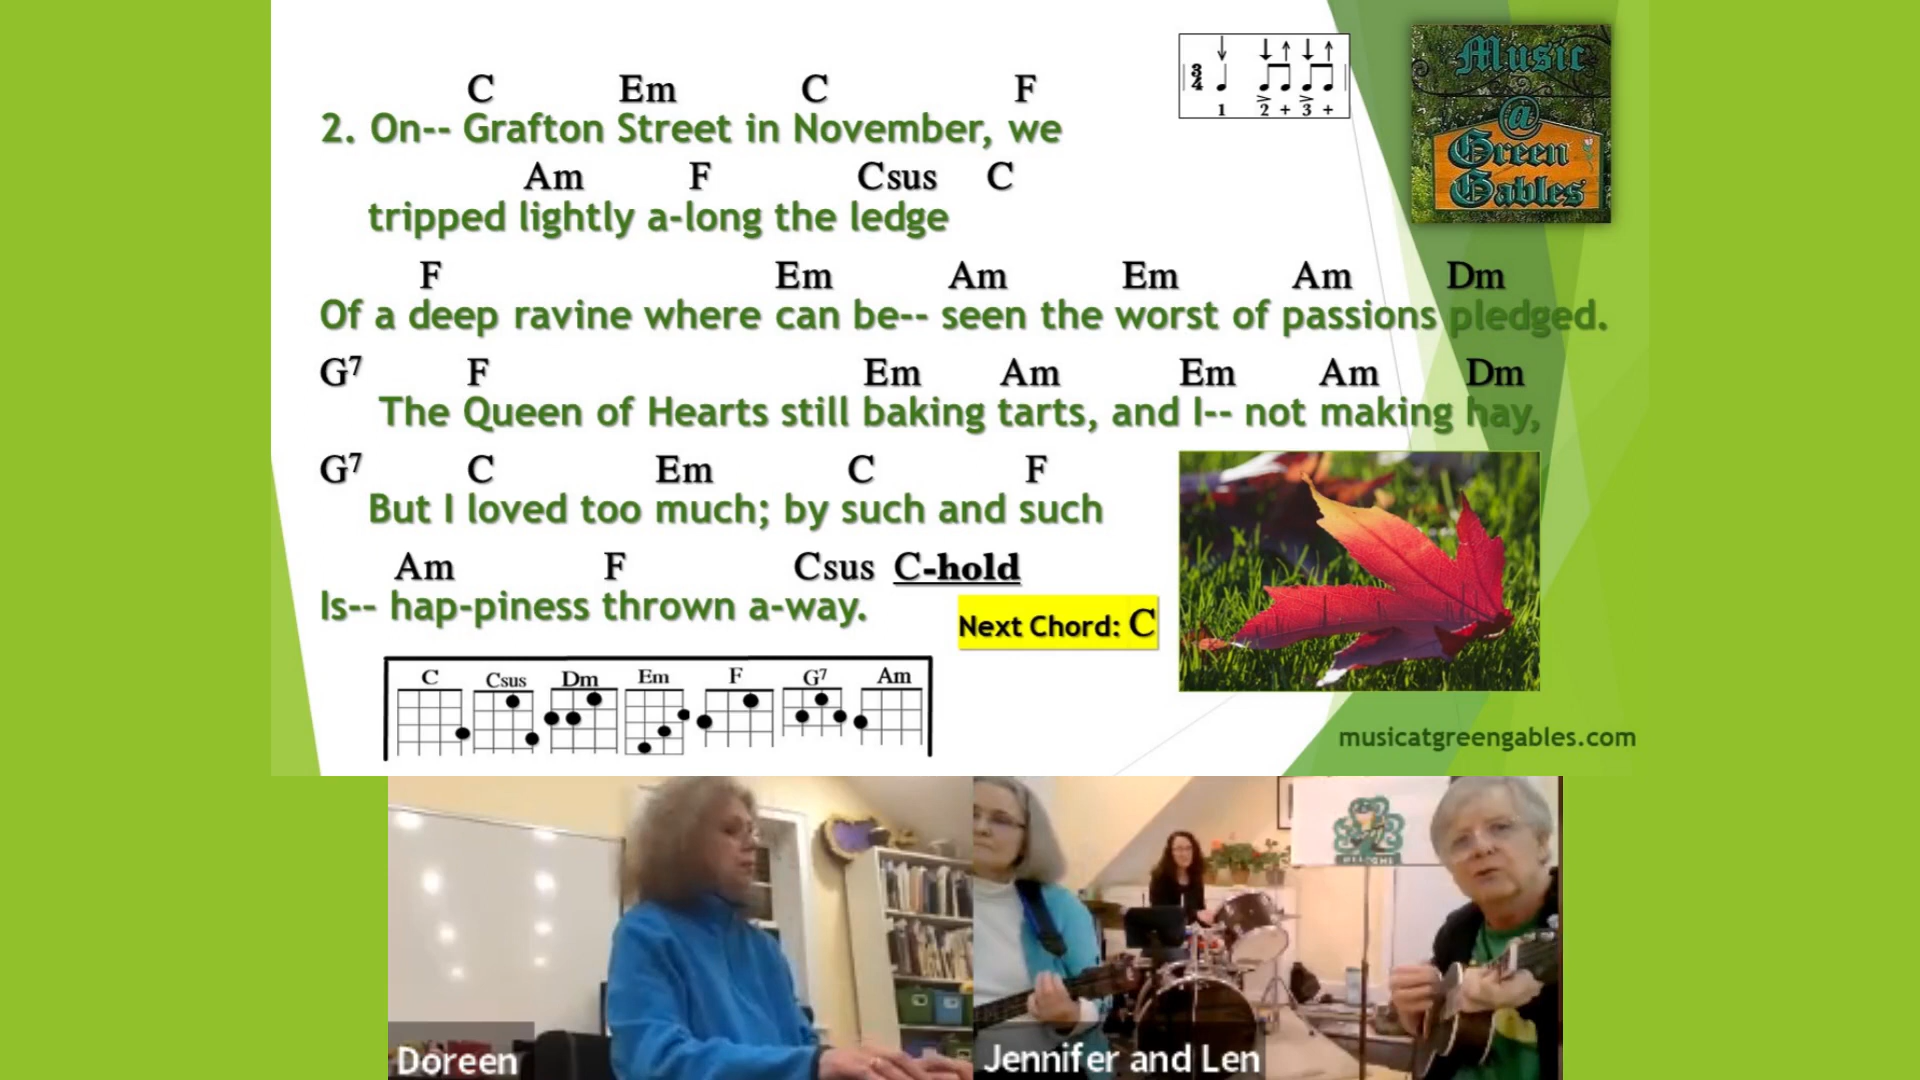 C Em C F
2. On-- Grafton Street in November, we
Am F Csus C
tripped lightly a-long the ledge
F Em Am Em Am Dm
Of a deep ravine where can be-- seen the worst of passions pledged.
G7 F Em Am Em Am Dm
The Queen of Hearts still baking tarts, and I-- not making hay,
G7 C Em C F
But I loved too much; by such and such
Am F Csus C-hold
Is-- hap-piness thrown a-way.
Next Chord: C
C Csus Dm Em F G7 Am
3
4
1 2 + 3 +
Music
@
Green
Gables
musicatgreengables.com
WELCOME
Doreen
Jennifer and Len